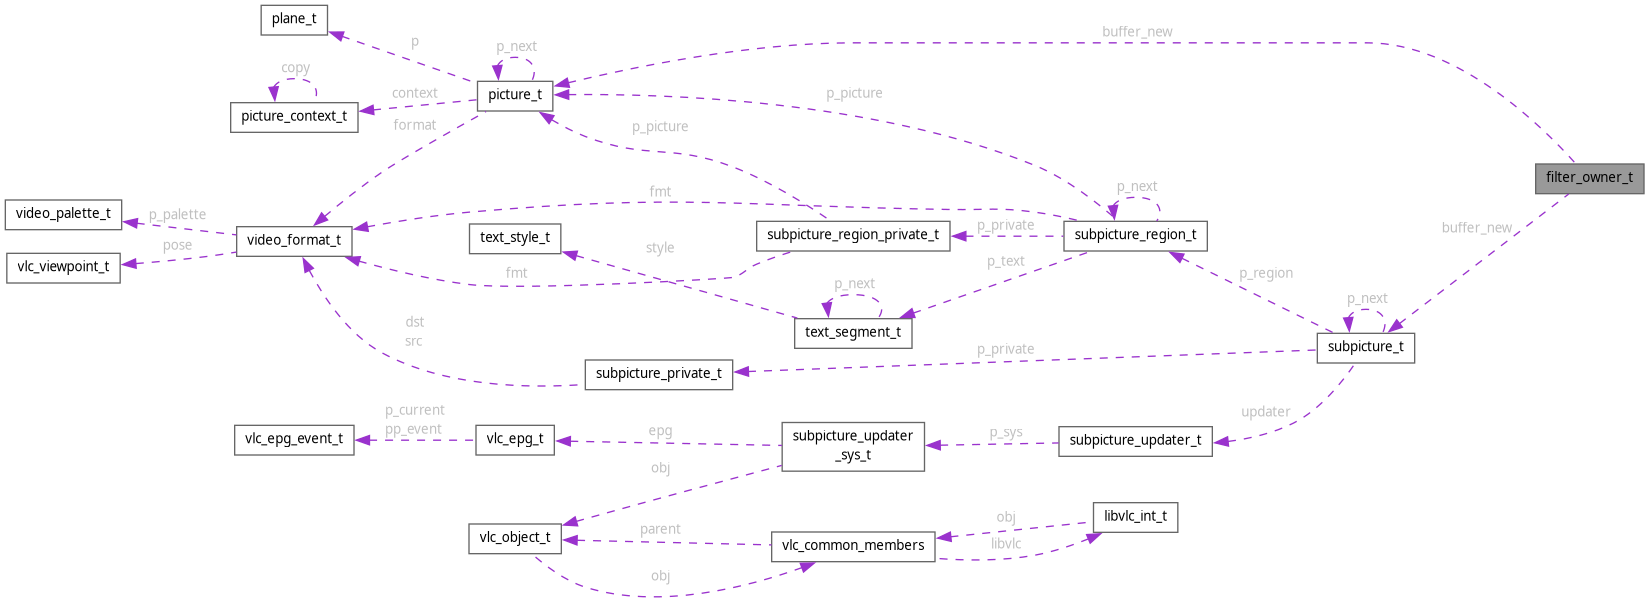 plane_t
buffer_new
p
p_next
copy
picture_t
context
p_picture
picture_context_t
format
p_picture
filter_owner_t
fmt
p_next
video_palette_t
p_palette
buffer_new
pose
video_format_t
text_style_t
style
subpicture_region_private_t
p_private
subpicture_region_t
vlc_viewpoint_t
fmt
p_next
p_text
p_region
p_next
dst
src
text_segment_t
subpicture_t
p_private
subpicture_private_t
p_current
pp_event
updater
vlc_epg_event_t
vlc_epg_t
epg
subpicture_updater
_sys_t
p_sys
subpicture_updater_t
obj
parent
obj
libvlc
libvlc_int_t
vlc_object_t
vlc_common_members
obj